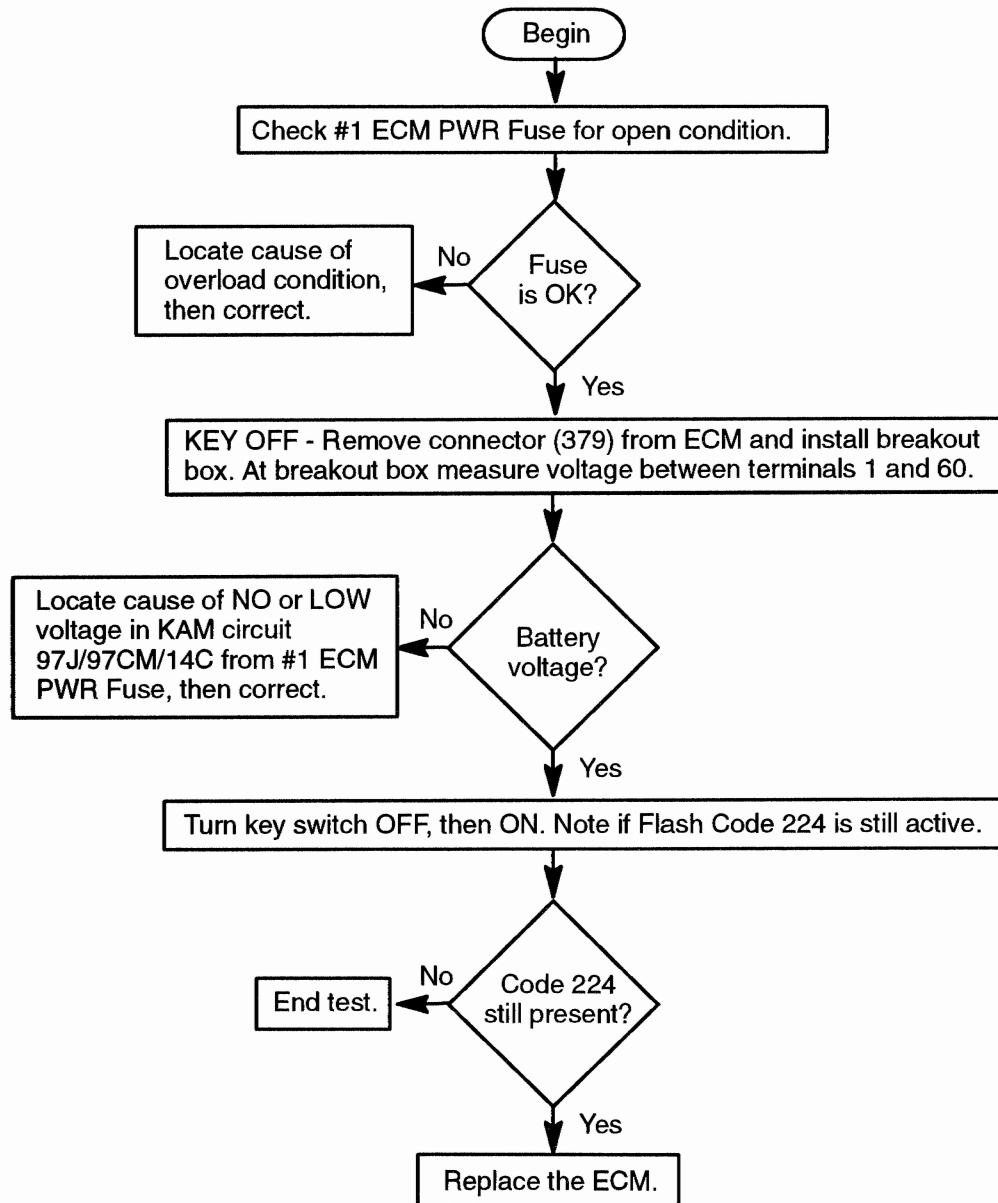 Begin
Check #1 ECM PWR Fuse for open condition.
Fuse
is OK?
No
Locate cause of
overload condition,
then correct.
Yes
KEY OFF - Remove connector (379) from ECM and install breakout
box. At breakout box measure voltage between terminals 1 and 60.
Battery
voltage?
No
Locate cause of NO or LOW
voltage in KAM circuit
97J/97CM/14C from #1 ECM
PWR Fuse, then correct.
Yes
Turn key switch OFF, then ON. Note if Flash Code 224 is still active.
Code 224
still present?
No
End test.
Yes
Replace the ECM.